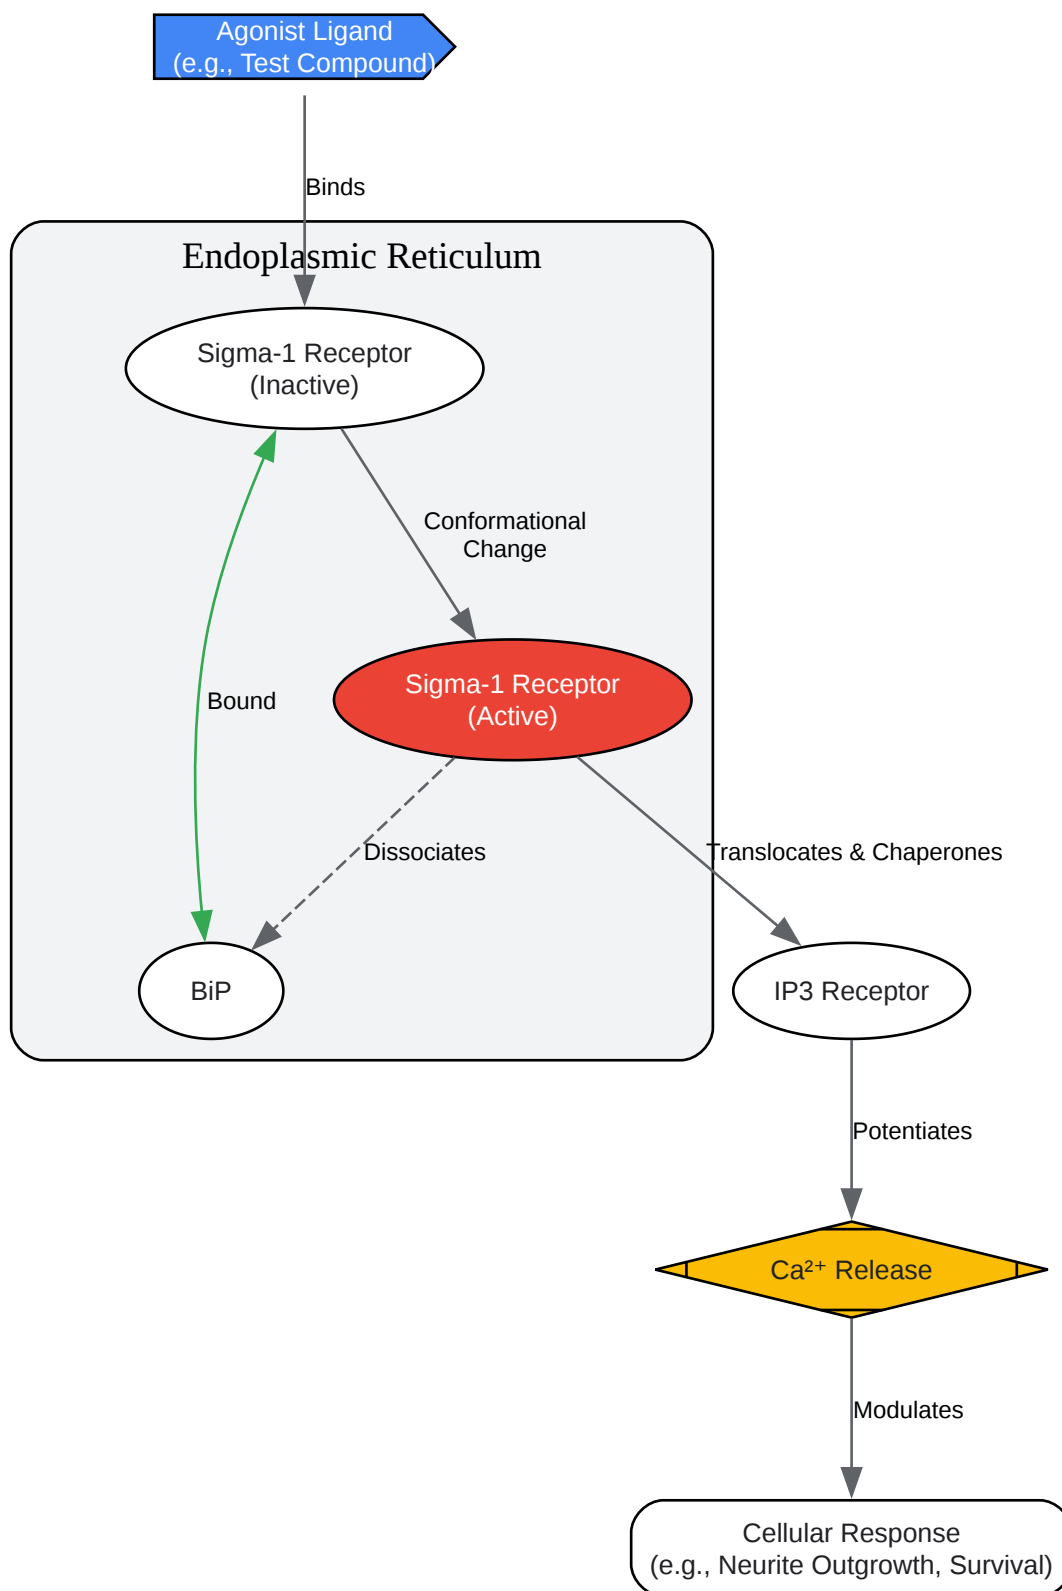 Agonist Ligand
(e.g., Test Compound)
Binds
Endoplasmic Reticulum
Sigma-1 Receptor
(Inactive)
Conformational
Change
Sigma-1 Receptor
(Active)
Bound
Dissociates
Translocates & Chaperones
BiP
IP3 Receptor
Potentiates
Ca²⁺ Release
Modulates
Cellular Response
(e.g., Neurite Outgrowth, Survival)